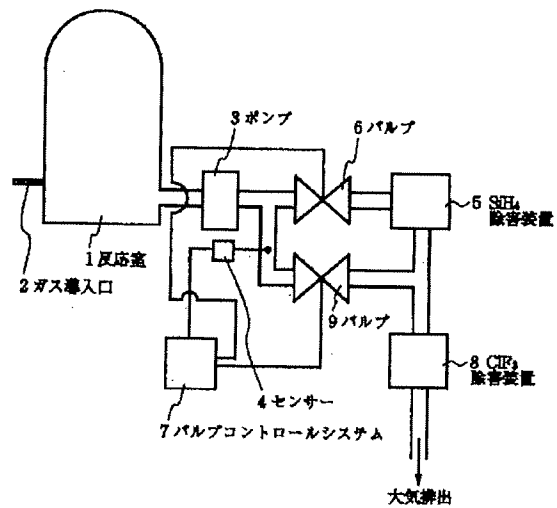 3 ポンプ
6 バルブ
5 SiH₄
除害装置
1 反応室
2 ガス導入口
9 バルブ
8 ClF₃
除害装置
4 センサー
7 バルブコントロールシステム
大気排出